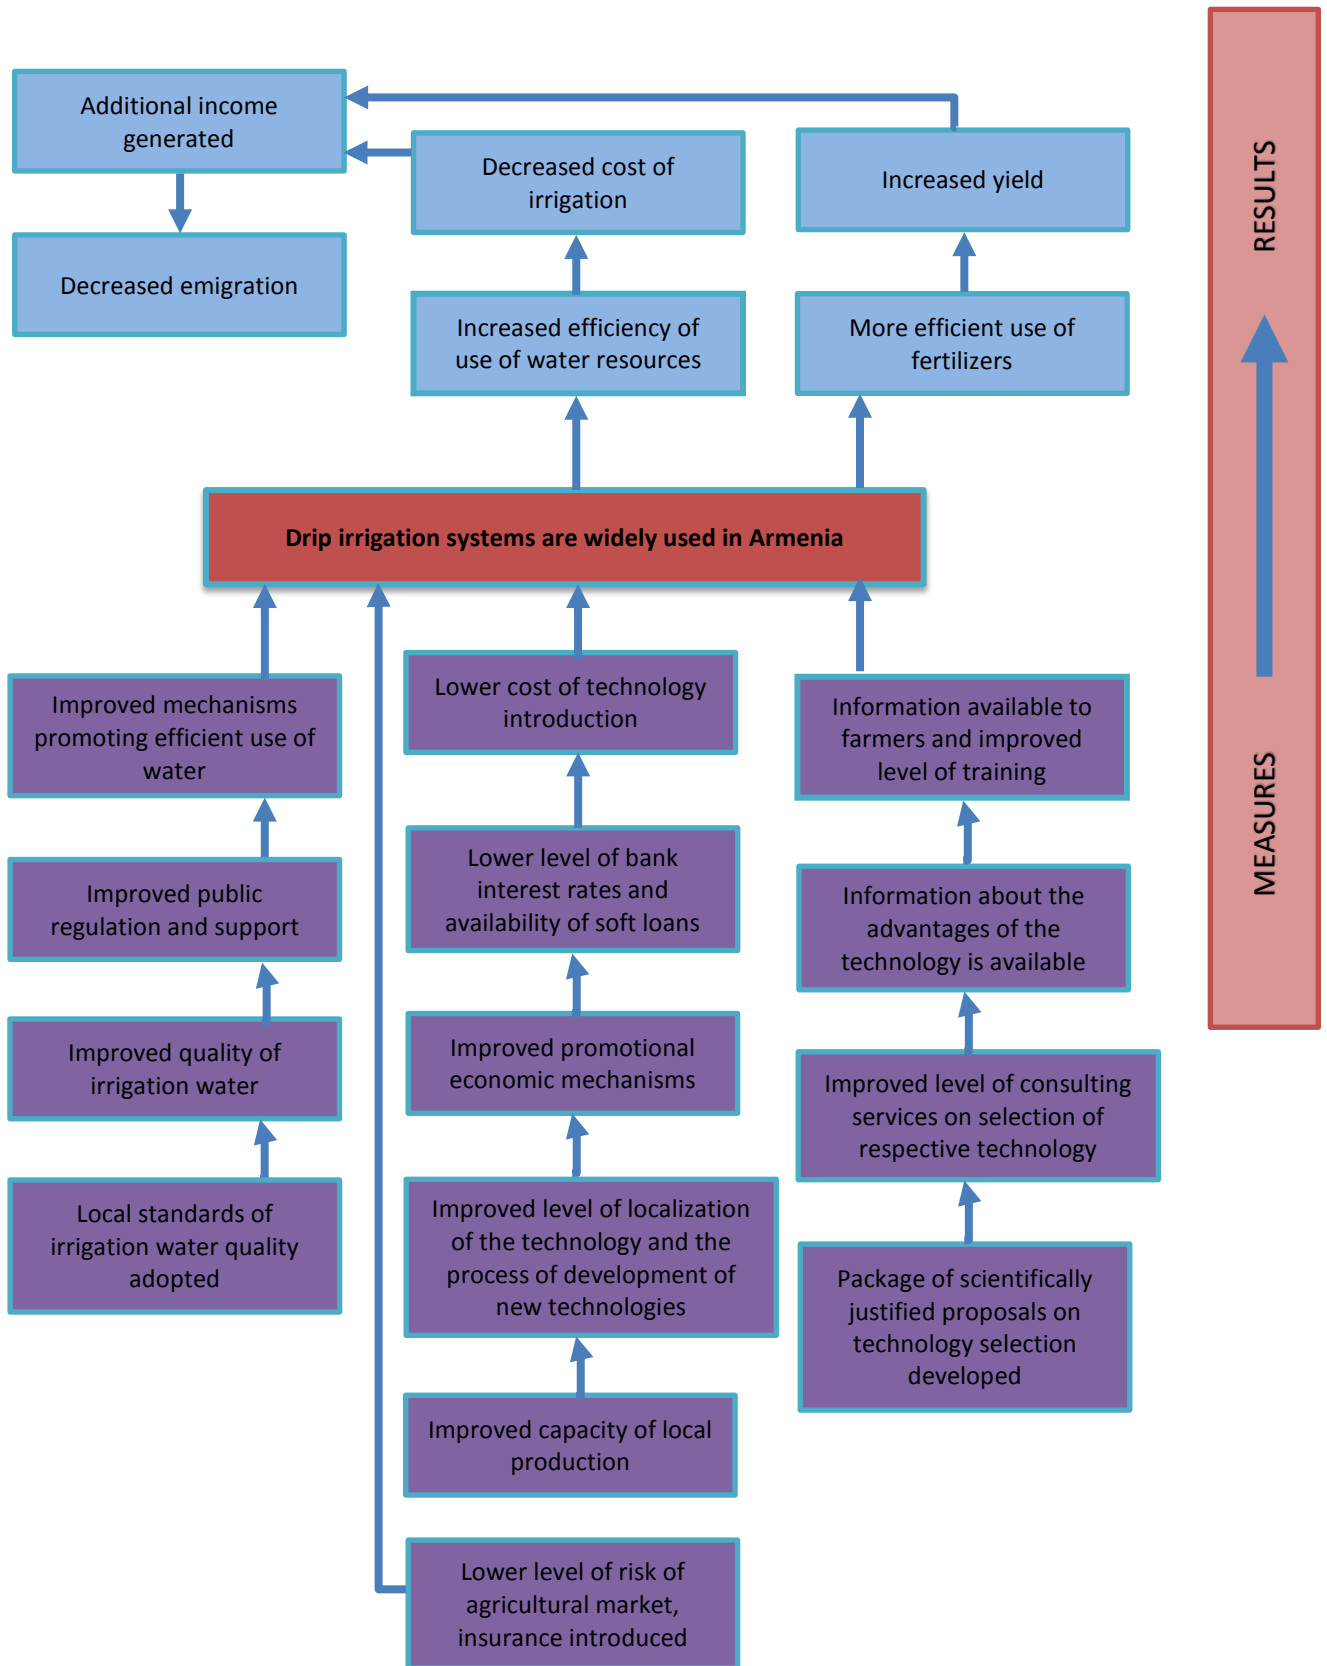 Additional income
generated
Decreased cost of
irrigation
Increased yield
Decreased emigration
Increased efficiency of
use of water resources
More efficient use of
fertilizers
Drip irrigation systems are widely used in Armenia
Improved mechanisms
promoting efficient use of
water
Improved public
regulation and support
Improved quality of
irrigation water
Local standards of
irrigation water quality
adopted
Lower cost of technology
introduction
Lower level of bank
interest rates and
availability of soft loans
Improved promotional
economic mechanisms
Improved level of localization
of the technology and the
process of development of
new technologies
Improved capacity of local
production
Lower level of risk of
agricultural market,
insurance introduced
Information available to
farmers and improved
level of training
Information about the
advantages of the
technology is available
Improved level of consulting
services on selection of
respective technology
Package of scientifically
justified proposals on
technology selection
developed
RESULTS
MEASURES